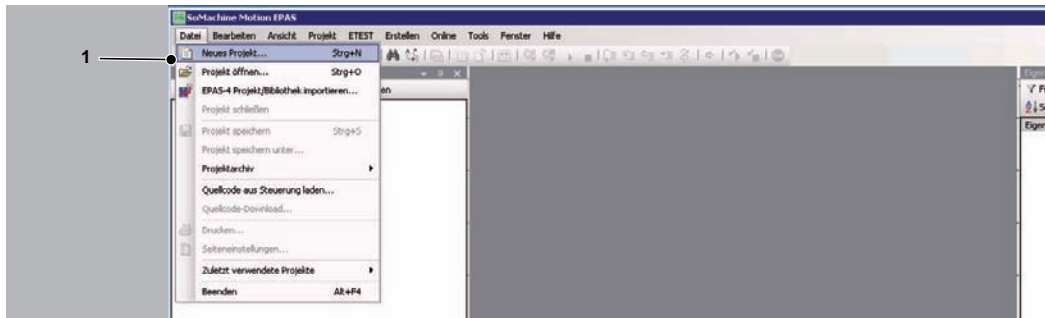 SoMachine Motion EPAS
Datei Bearbeiten Ansicht Projekt ETEST Erstellen Online Tools Fenster Hilfe
1
Neues Projekt... Strg+N
Projekt öffnen... Strg+O
EPAS-4 Projekt/Bibliothek importieren... en
Projekt schließen
Projekt speichern Strg+S
Projekt speichern unter...
Projektarchiv
Quellcode aus Steuerung laden...
Quellcode-Download...
Drucken...
Seiteneinstellungen...
Zuletzt verwendete Projekte
Beenden Alt+F4
Eigen